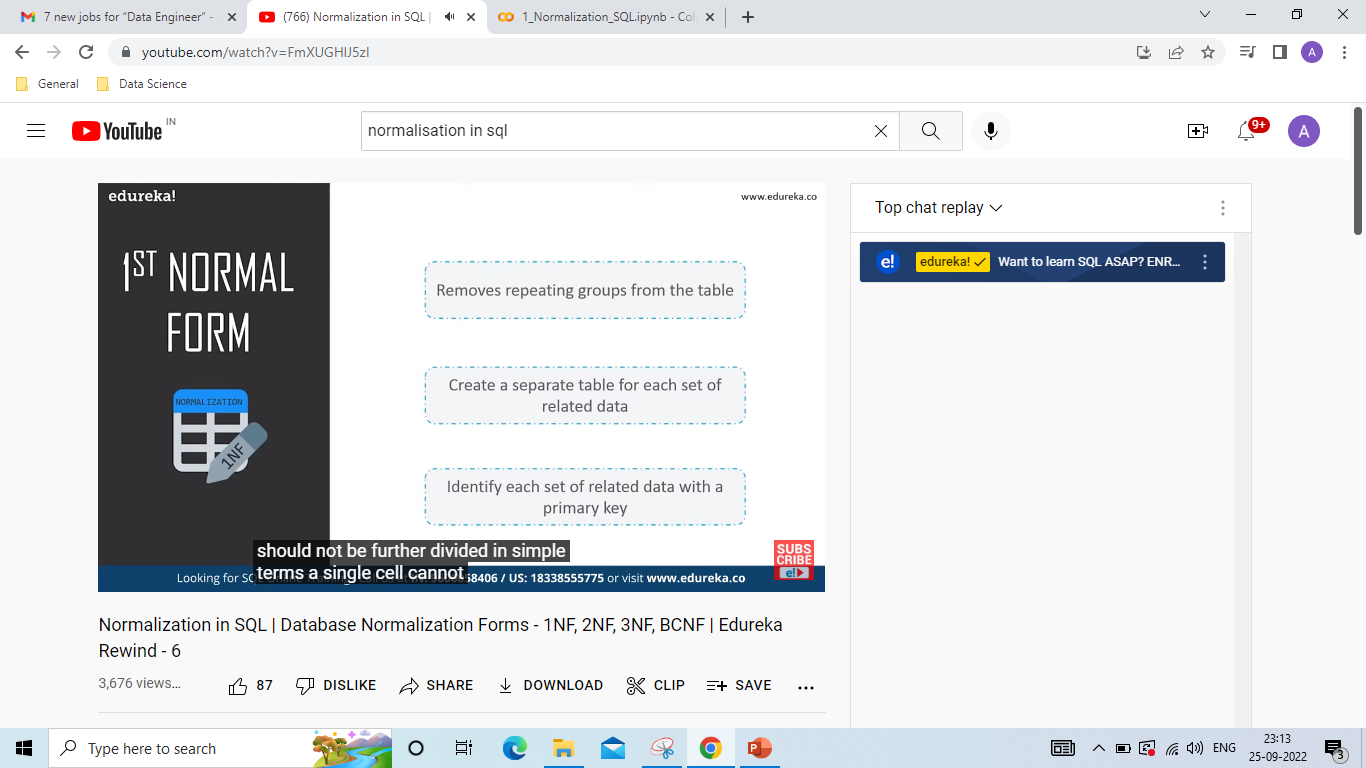 7 new jobs for “Data Engineer” -
(766) Normalization in SQL |
1_Normalization_SQL.ipynb - Col
youtube.com/watch?v=FmXUGHIJ5zI
A
General
Data Science
YouTube IN
normalisation in sql
9+
A
edureka!
www.edureka.co
1ST NORMAL
FORM
NORMALIZATION
1NF
Removes repeating groups from the table
Create a separate table for each set of
related data
Identify each set of related data with a
primary key
should not be further divided in simple
terms a single cell cannot
SUBS
CRIBE
e!
Looking for 58406 / US: 18338555775 or visit www.edureka.co
Top chat replay
e! edureka! Want to learn SQL ASAP? ENR...
Normalization in SQL | Database Normalization Forms - 1NF, 2NF, 3NF, BCNF | Edureka
Rewind - 6
3,676 views...
87
DISLIKE
SHARE
DOWNLOAD
CLIP
SAVE
Type here to search
ENG
23:13
25-09-2022
3